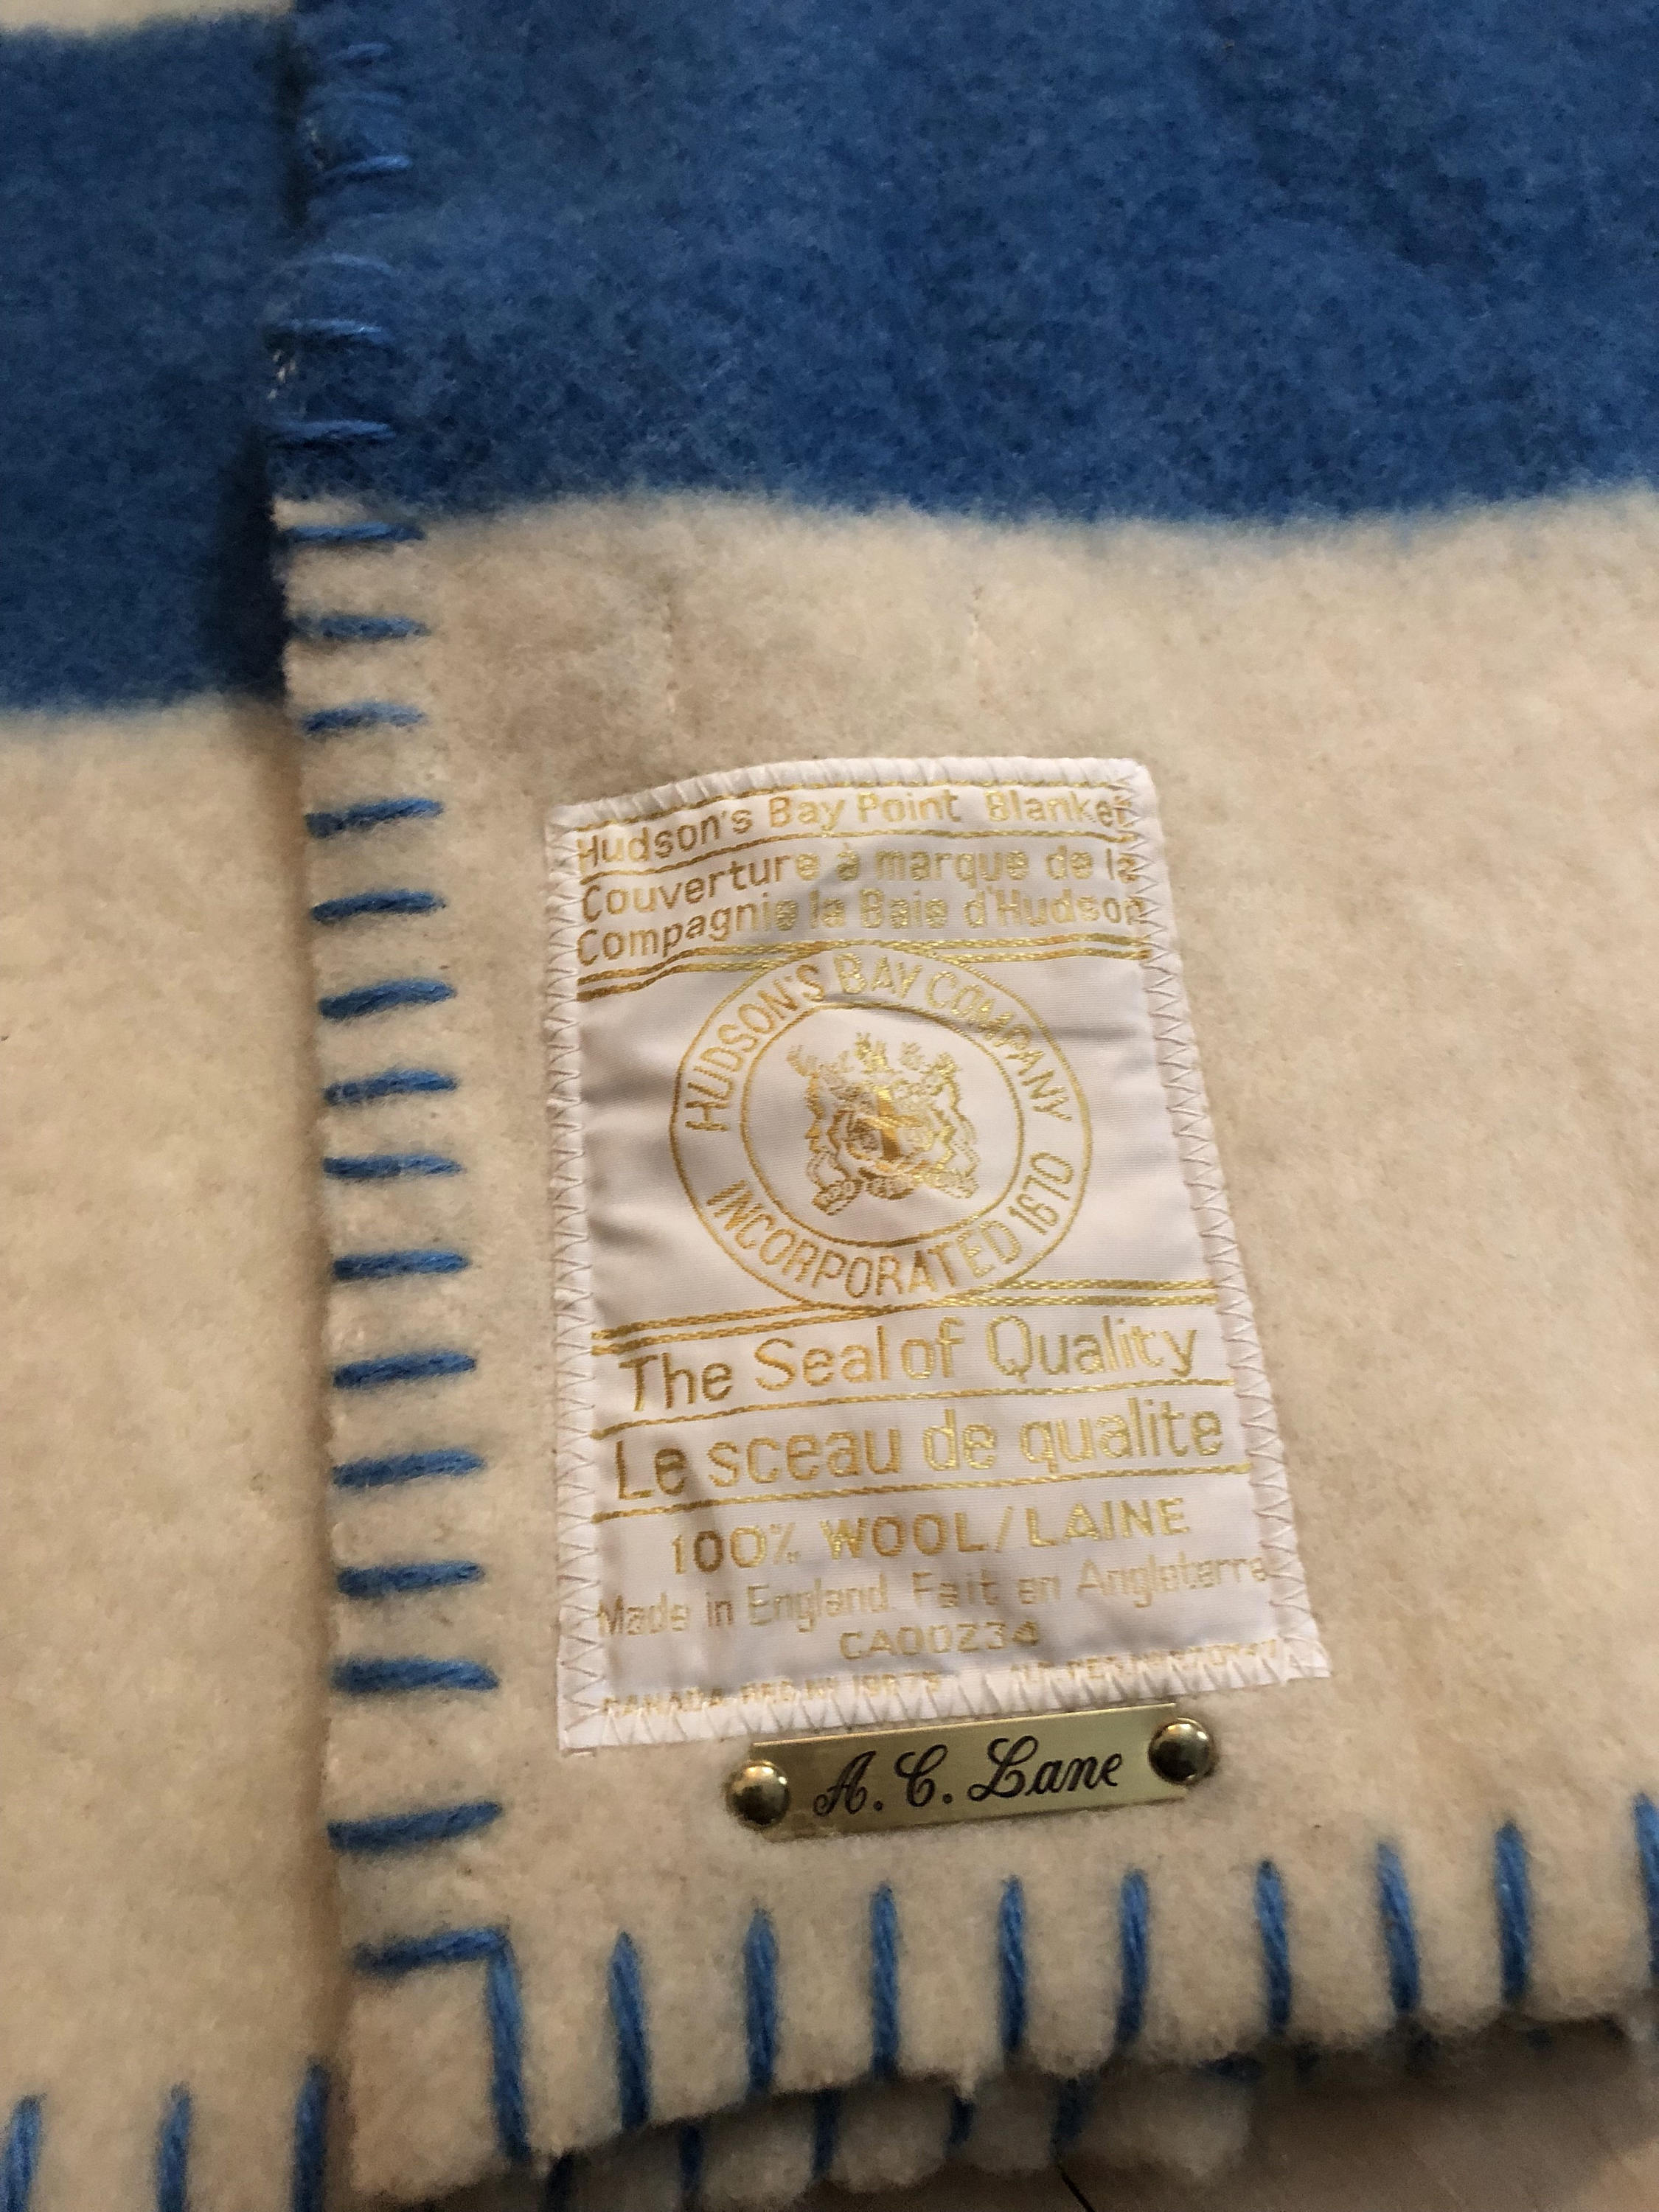 Hudson's Bay Point Blanket
Couverture à marque de la
Compagnie la Baie d'Hudson
HUDSON'S BAY COMPANY
INCORPORATED 1670
The Seal of Quality
Le sceau de qualite
100% WOOL/LAINE
Made in England. Fait en Angleterre
CA00234
CANADA
A. C. Lane